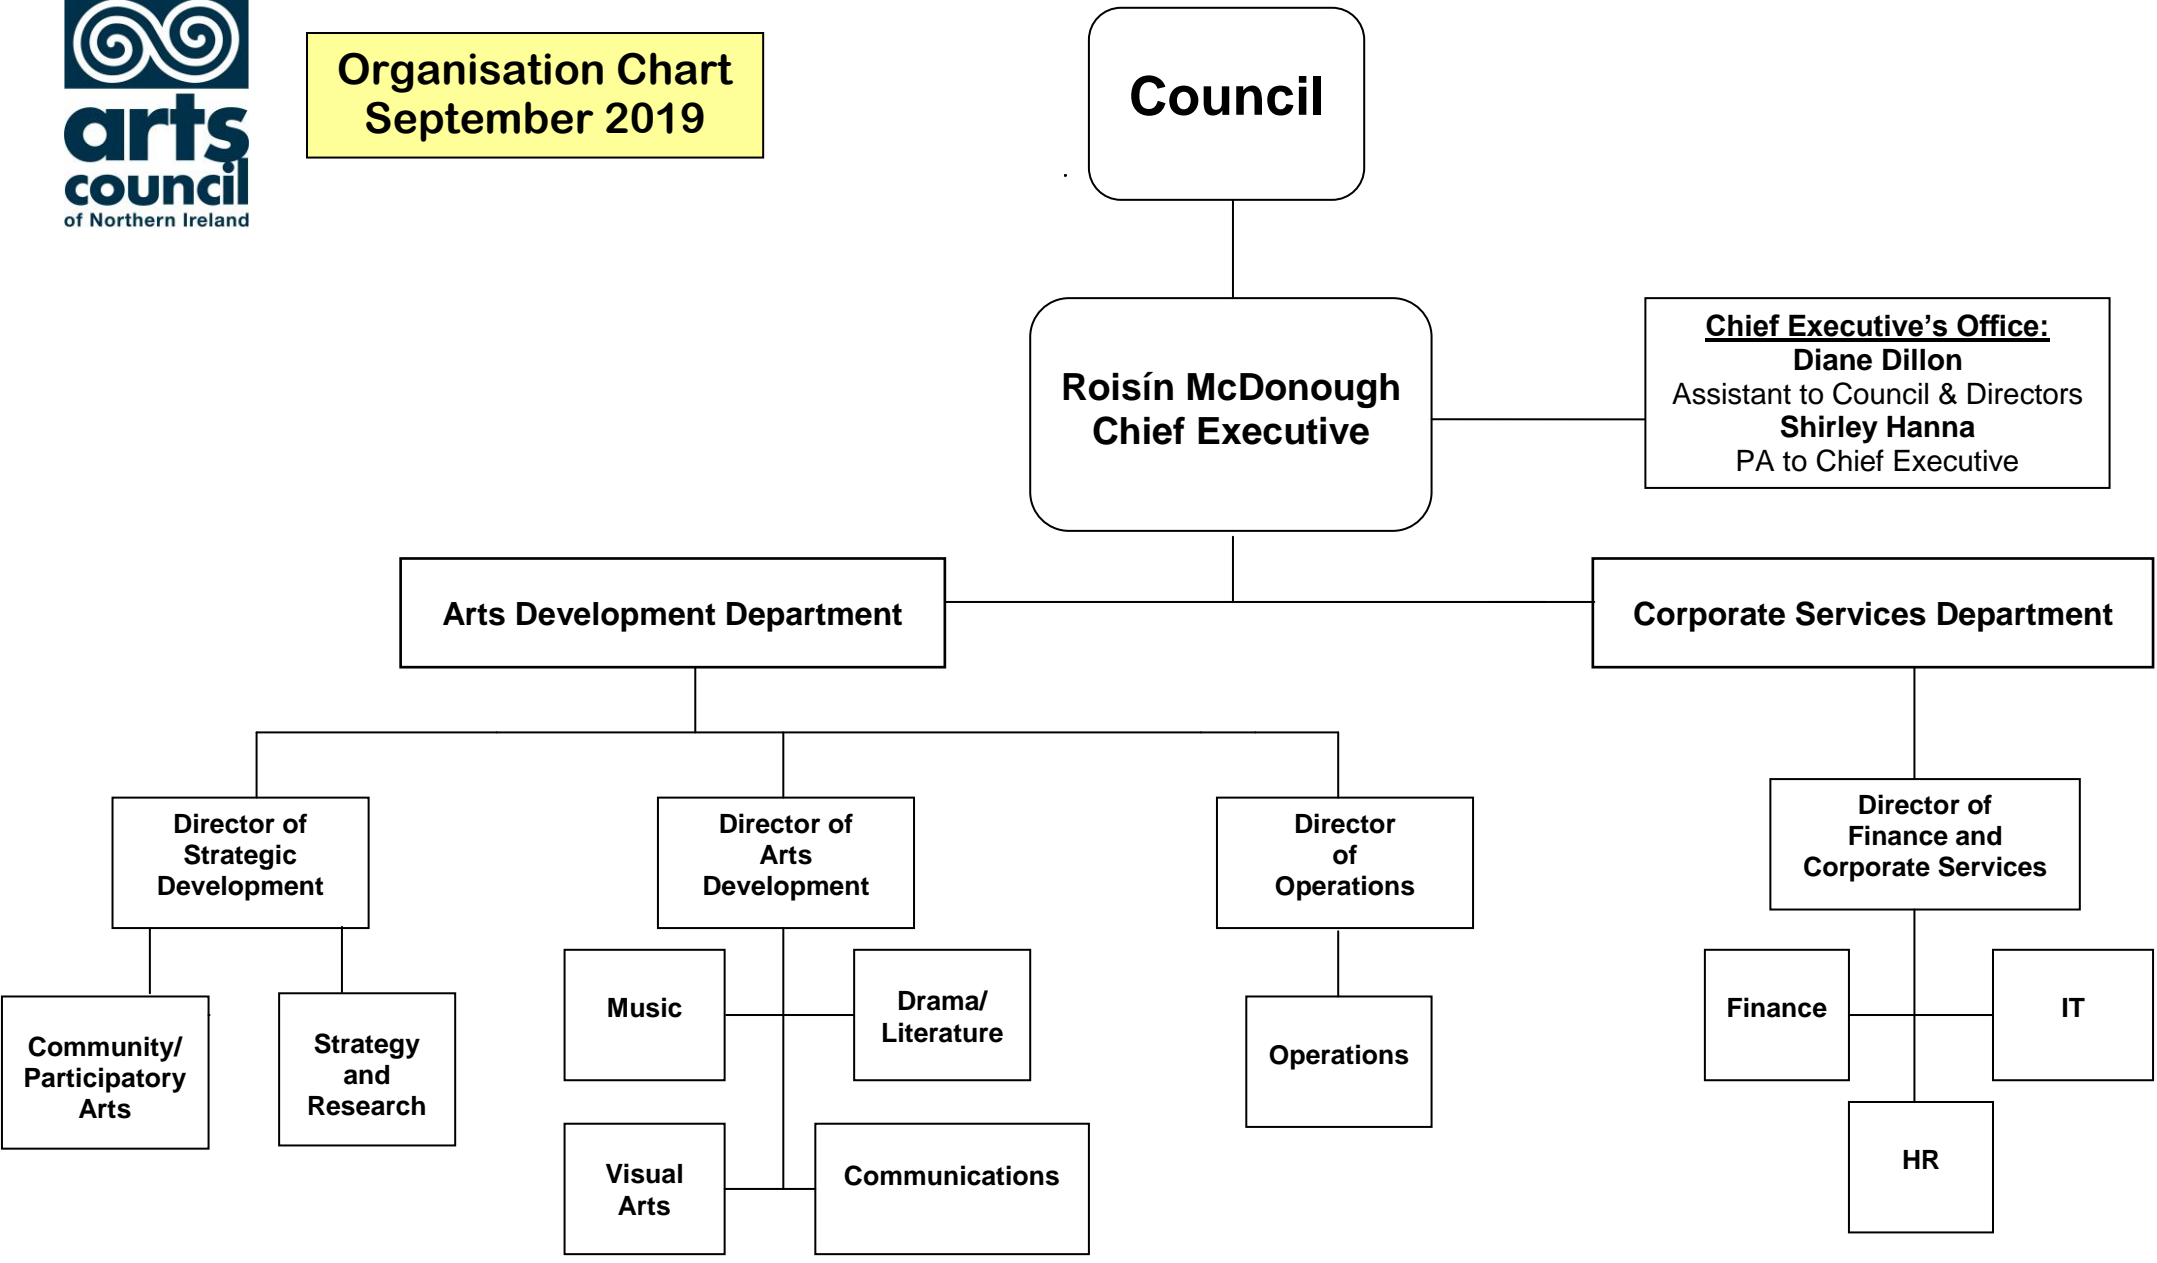 arts
council
of Northern Ireland
Organisation Chart
September 2019
Council
Roisín McDonough
Chief Executive
Chief Executive’s Office:
Diane Dillon
Assistant to Council & Directors
Shirley Hanna
PA to Chief Executive
Arts Development Department
Corporate Services Department
Director of
Strategic
Development
Director of
Arts
Development
Director
of
Operations
Director of
Finance and
Corporate Services
Community/
Participatory
Arts
Strategy
and
Research
Music
Drama/
Literature
Visual
Arts
Communications
Operations
Finance
IT
HR